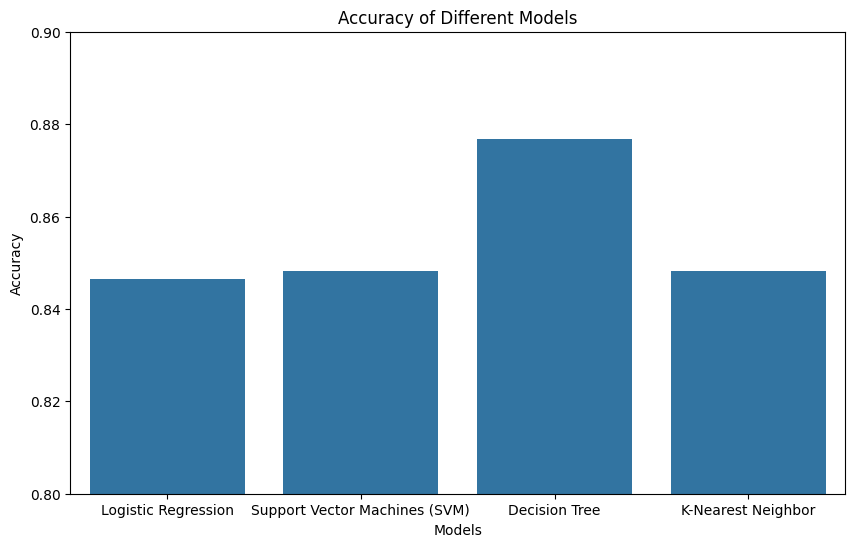 Accuracy of Different Models
0.90
0.88
0.86
0.84
0.82
0.80
Accuracy
Logistic Regression
Support Vector Machines (SVM)
Decision Tree
K-Nearest Neighbor
Models